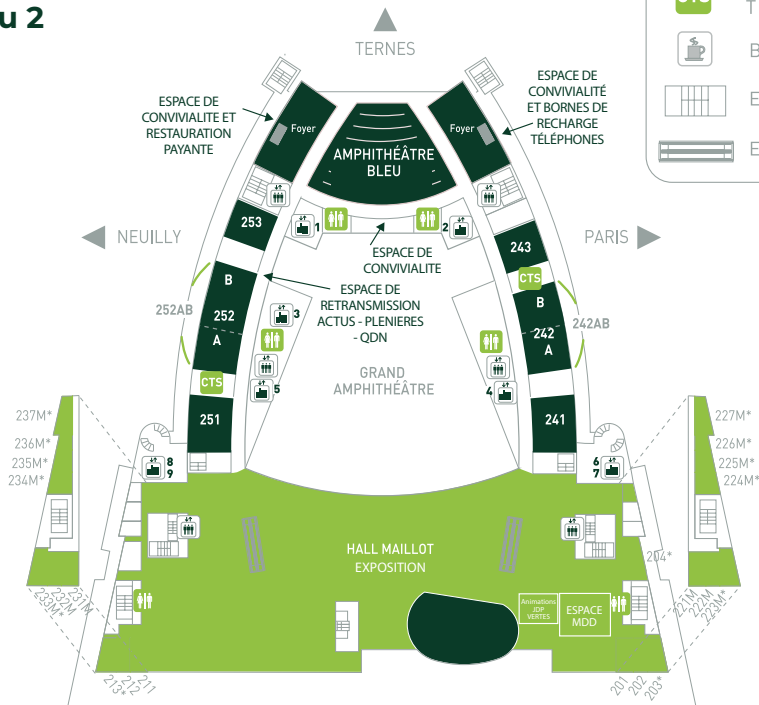 u 2
TERNES
CTS
T
B
E
E
ESPACE DE
CONVIVIALITE ET
RESTAURATION
PAYANTE
Foyer
AMPHITHÉÂTRE
BLEU
Foyer
ESPACE DE
CONVIVIALITÉ
ET BORNES DE
RECHARGE
TÉLÉPHONES
253
1
2
243
NEUILLY
PARIS
ESPACE DE
CONVIVIALITE
B
252
A
252AB
ESPACE DE
RETRANSMISSION
ACTUS - PLENIERES
- QDN
CTS
B
242
A
242AB
3
5
4
GRAND
AMPHITHÉÂTRE
CTS
251
241
237M*
236M*
235M*
234M*
227M*
226M*
225M*
224M*
8
9
6
7
HALL MAILLOT
EXPOSITION
204*
Animations
JDP
VERTES
ESPACE
MDD
233M*
232M
231M
221M
222M
223M*
213*
212
211
201
202
203*